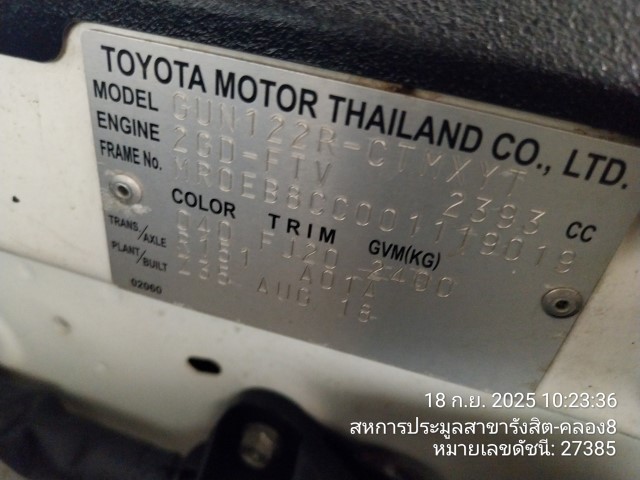 TOYOTA MOTOR THAILAND CO., LTD.
MODEL GUN122R-CTMXYT
ENGINE 2GD-FTV 2393 CC
FRAME No. MR0EB8CC001119019
COLOR TRIM GVM(KG)
040 FJ20 2400
TRANS/AXLE A01A
PLANT/BUILT AUG 18
02060
18 ก.ย. 2025 10:23:36
สหการประมูลสาขารังสิต-คลอง8
หมายเลขดัชนี: 27385